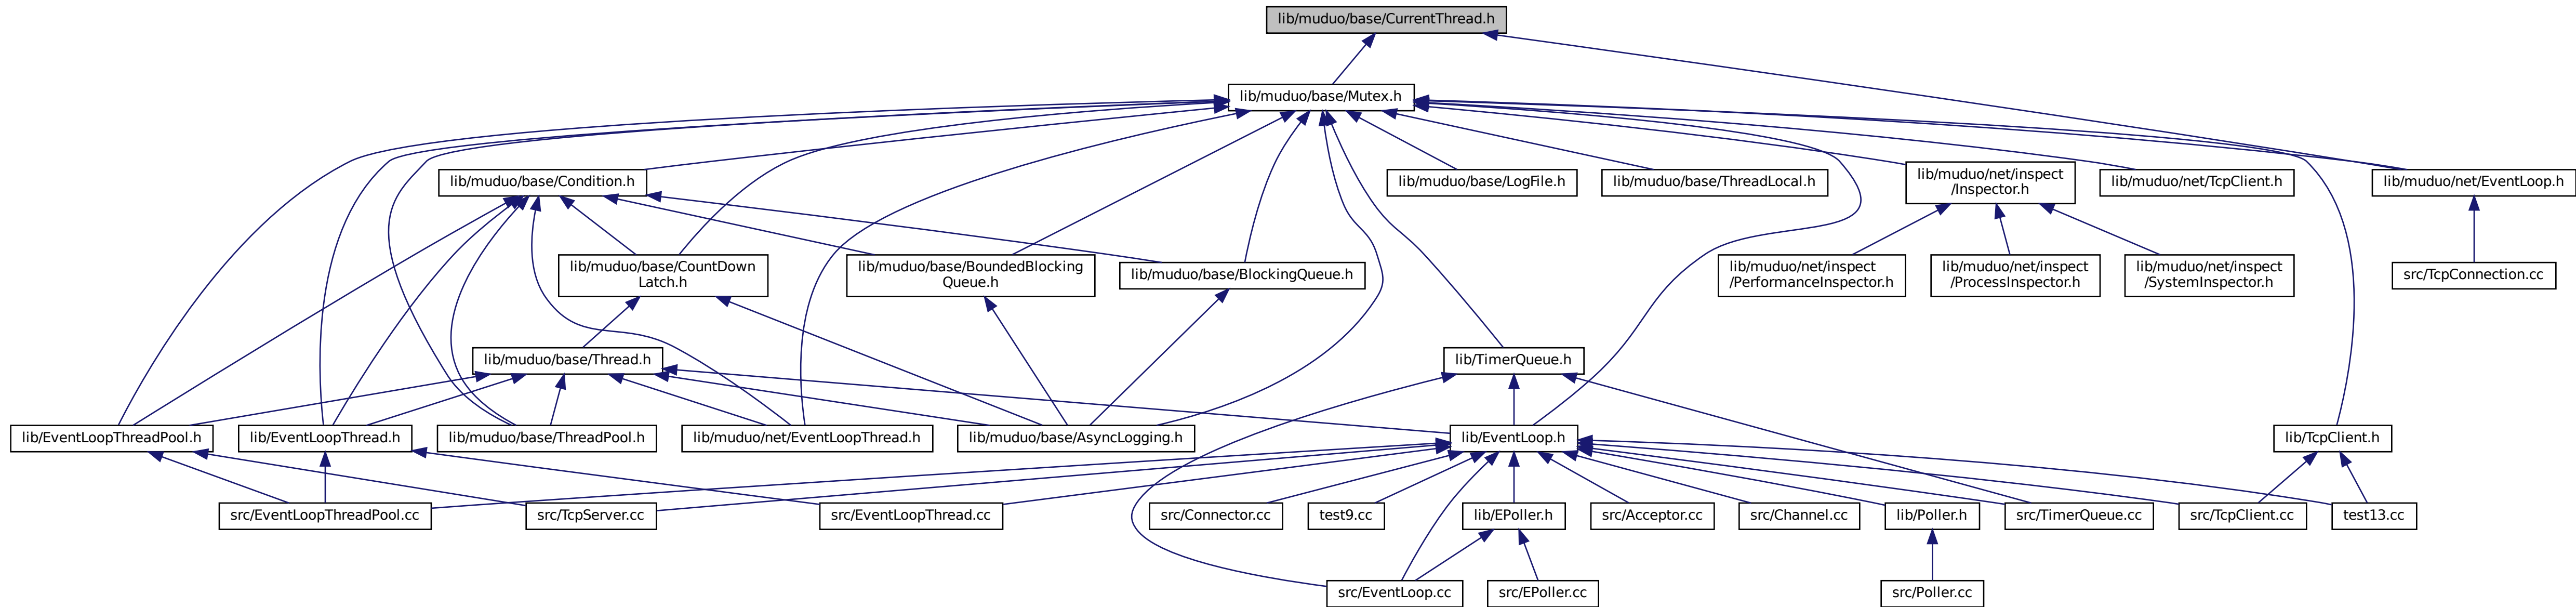 lib/muduo/base/CurrentThread.h
lib/muduo/base/Mutex.h
lib/muduo/base/Condition.h
lib/muduo/base/LogFile.h
lib/muduo/base/ThreadLocal.h
lib/muduo/net/inspect
/Inspector.h
lib/muduo/net/TcpClient.h
lib/muduo/net/EventLoop.h
lib/muduo/base/CountDown
Latch.h
lib/muduo/base/BoundedBlocking
Queue.h
lib/muduo/base/BlockingQueue.h
lib/muduo/net/inspect
/PerformanceInspector.h
lib/muduo/net/inspect
/ProcessInspector.h
lib/muduo/net/inspect
/SystemInspector.h
src/TcpConnection.cc
lib/muduo/base/Thread.h
lib/TimerQueue.h
lib/EventLoopThreadPool.h
lib/EventLoopThread.h
lib/muduo/base/ThreadPool.h
lib/muduo/net/EventLoopThread.h
lib/muduo/base/AsyncLogging.h
lib/EventLoop.h
lib/TcpClient.h
src/EventLoopThreadPool.cc
src/TcpServer.cc
src/EventLoopThread.cc
src/Connector.cc
test9.cc
lib/EPoller.h
src/Acceptor.cc
src/Channel.cc
lib/Poller.h
src/TimerQueue.cc
src/TcpClient.cc
test13.cc
src/EventLoop.cc
src/EPoller.cc
src/Poller.cc